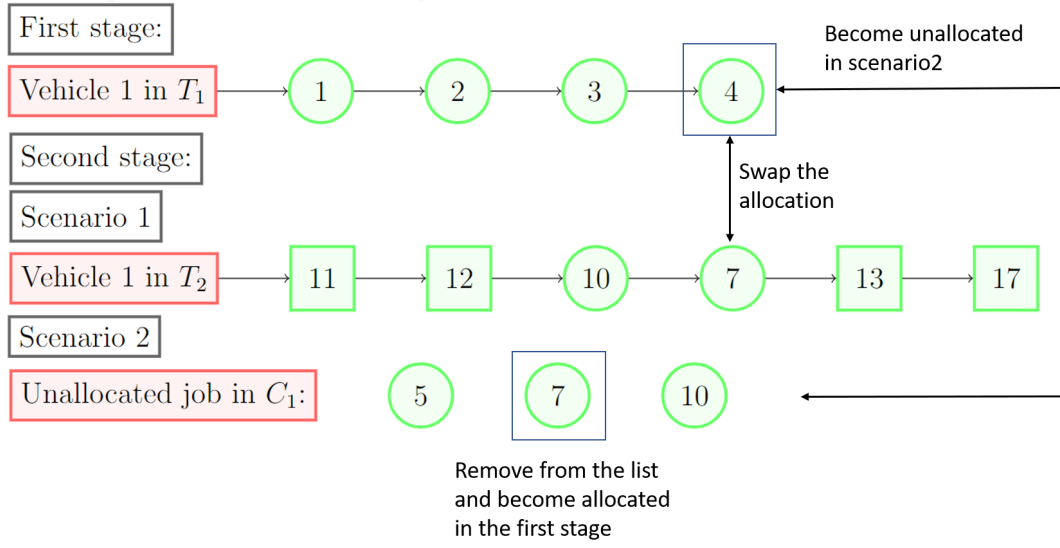 First stage:
Become unallocated
in scenario2
Vehicle 1 in T₁
1
2
3
4
Second stage:
Swap the
allocation
Scenario 1
Vehicle 1 in T₂
11
12
10
7
13
17
Scenario 2
Unallocated job in C₁:
5
7
10
Remove from the list
and become allocated
in the first stage